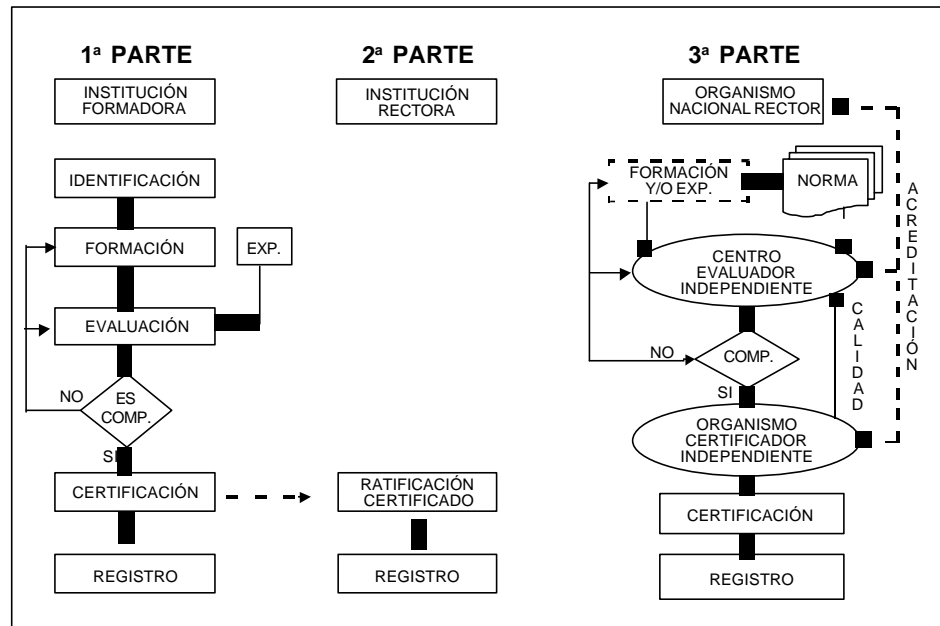 1ª PARTE
INSTITUCIÓN
FORMADORA
IDENTIFICACIÓN
FORMACIÓN
EXP.
EVALUACIÓN
NO
ES
COMP.
SI
CERTIFICACIÓN
REGISTRO
2ª PARTE
INSTITUCIÓN
RECTORA
RATIFICACIÓN
CERTIFICADO
REGISTRO
3ª PARTE
ORGANISMO
NACIONAL RECTOR
FORMACIÓN
Y/O EXP.
NORMA
CENTRO
EVALUADOR
INDEPENDIENTE
NO
COMP.
SI
ORGANISMO
CERTIFICADOR
INDEPENDIENTE
CERTIFICACIÓN
REGISTRO
CALIDAD
ACREDITACIÓN